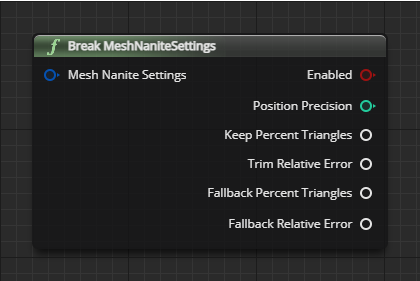 Break MeshNaniteSettings
Mesh Nanite Settings
Enabled
Position Precision
Keep Percent Triangles
Trim Relative Error
Fallback Percent Triangles
Fallback Relative Error